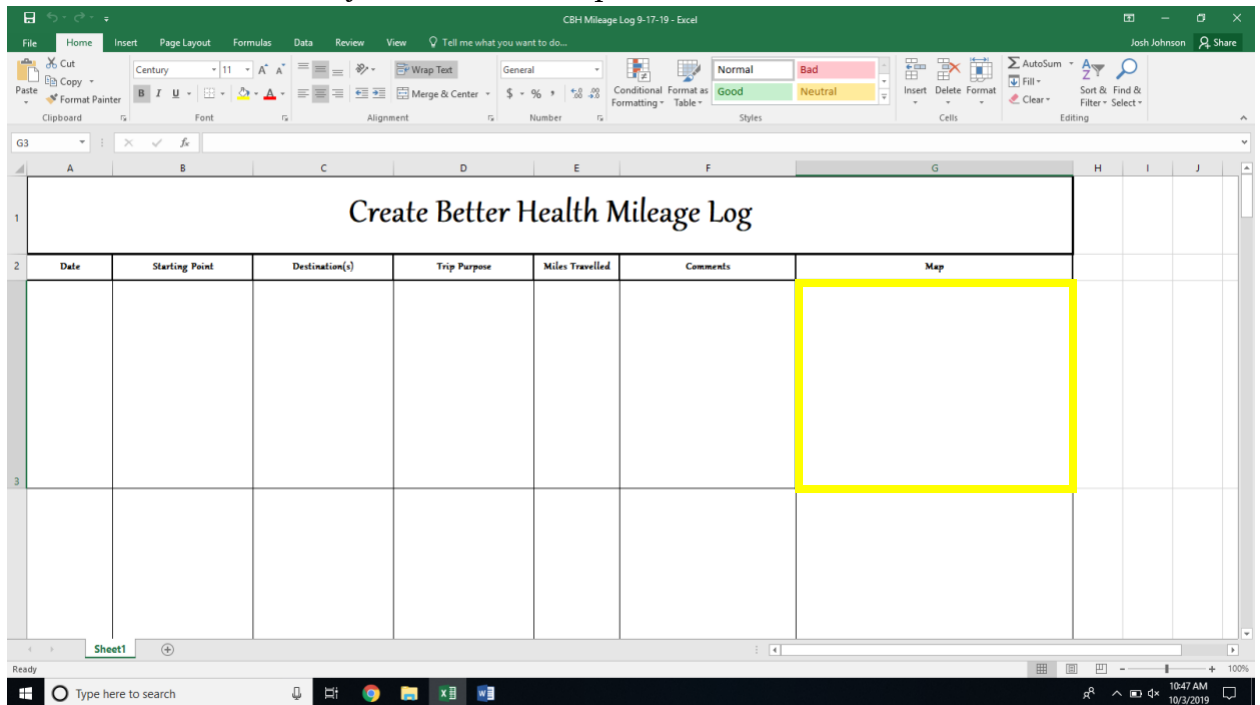 CBH Mileage Log 9-17-19 - Excel
File Home Insert Page Layout Formulas Data Review View Tell me what you want to do... Josh Johnson Share
Cut
Copy
Format Painter
Paste
Clipboard
Century 11
B I U
Font
Wrap Text
Merge & Center
Alignment
General
$ % ,
Number
Conditional Formatting
Format as Table
Normal Bad
Good Neutral
Styles
Insert Delete Format
Cells
AutoSum
Fill
Clear
Sort & Filter
Find & Select
Editing
G3 fx
A B C D E F G H I J
1 Create Better Health Mileage Log
2 Date Starting Point Destination(s) Trip Purpose Miles Travelled Comments Map
3
Sheet1
Ready 100%
Type here to search 10:47 AM
10/3/2019